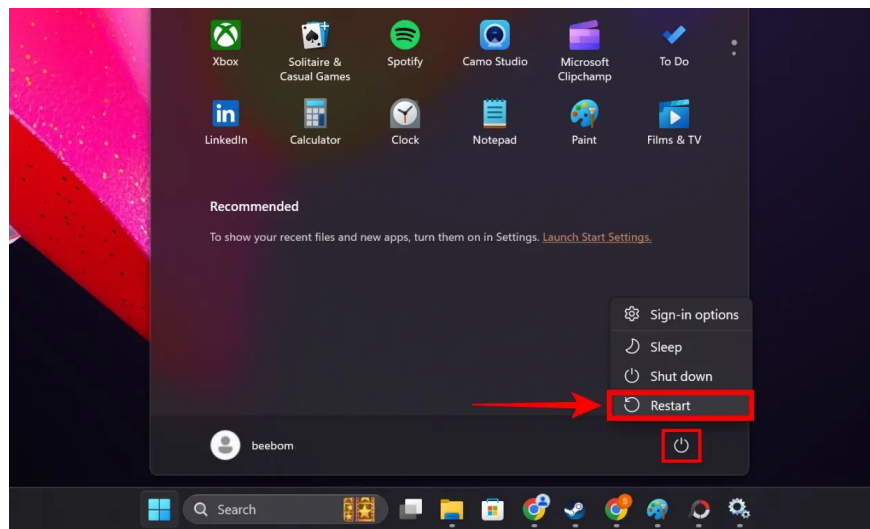 Xbox
Solitaire &
Casual Games
Spotify
Camo Studio
Microsoft
Clipchamp
To Do
in
LinkedIn
Calculator
Clock
Notepad
Paint
Films & TV
Recommended
To show your recent files and new apps, turn them on in Settings. Launch Start Settings.
Sign-in options
Sleep
Shut down
Restart
beebom
Search